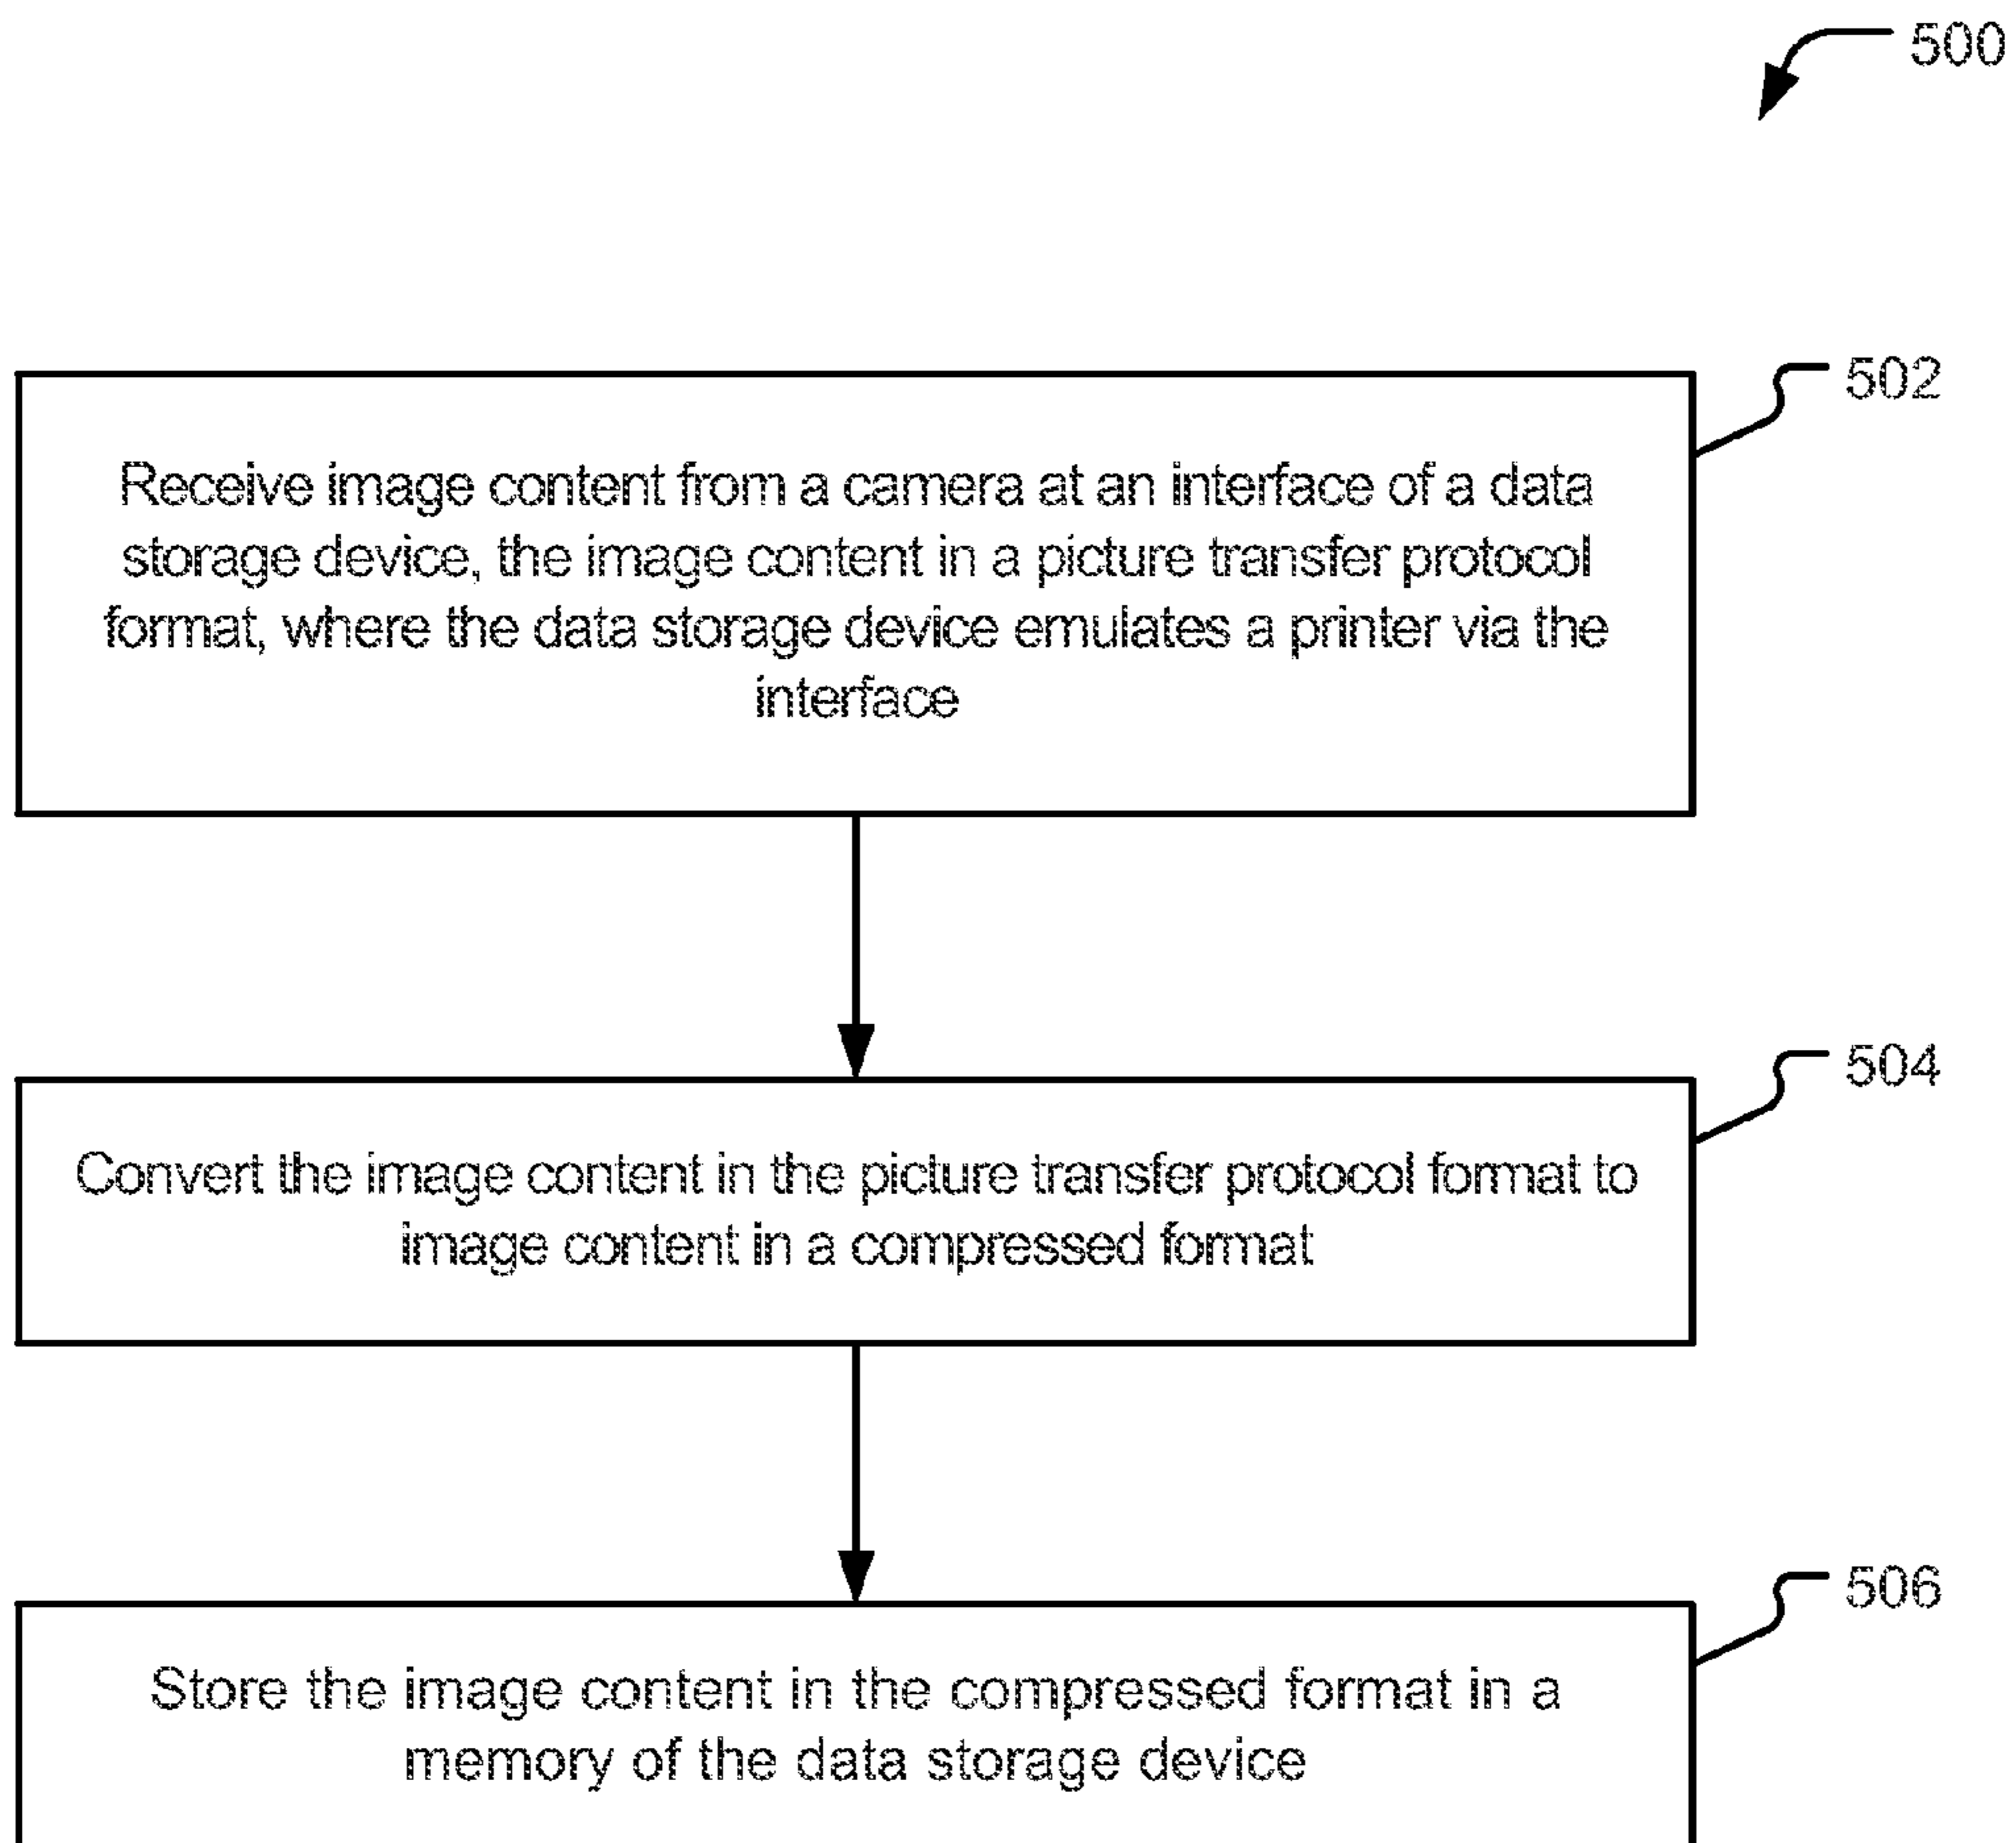 500
502
Receive image content from a camera at an interface of a data
storage device, the image content in a picture transfer protocol
format, where the data storage device emulates a printer via the
interface
504
Convert the image content in the picture transfer protocol format to
image content in a compressed format
506
Store the image content in the compressed format in a
memory of the data storage device